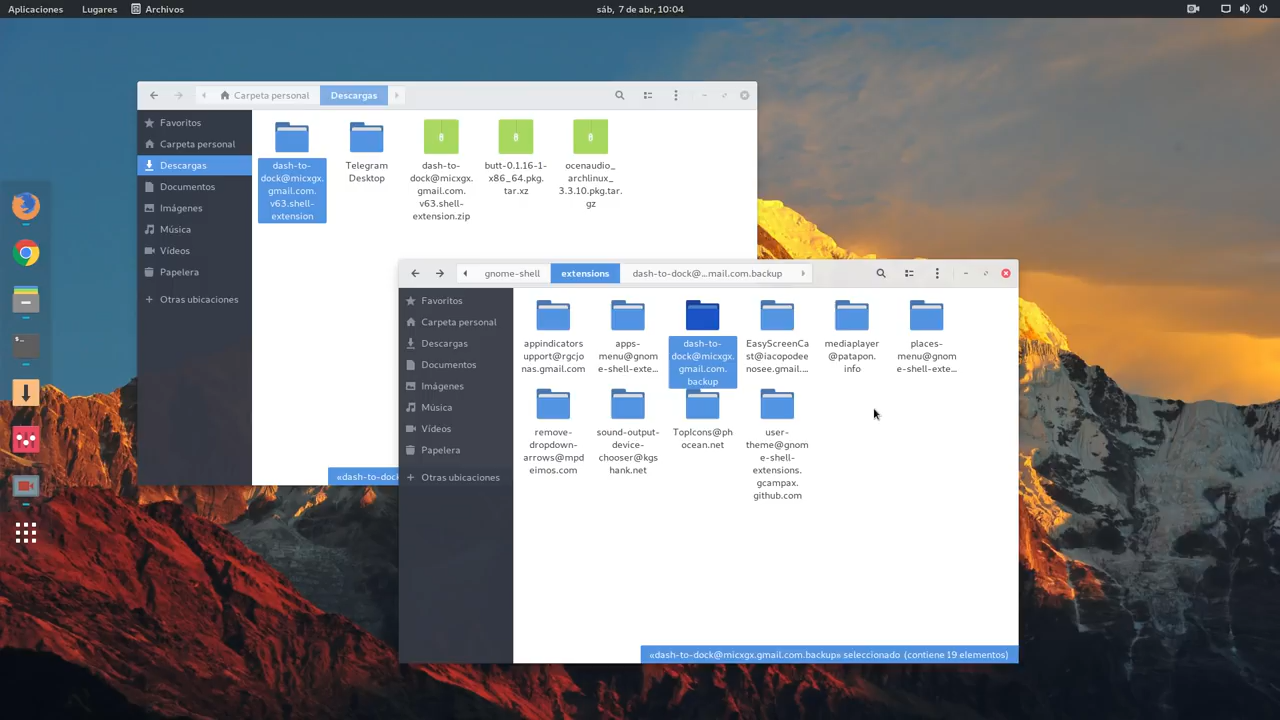 Aplicaciones Lugares Archivos sáb, 7 de abr, 10:04
Carpeta personal Descargas
Favoritos
Carpeta personal
Descargas
Documentos
Imágenes
Música
Vídeos
Papelera
Otras ubicaciones
dash-to-
dock@micxgx.
gmail.com.
v63.shell-
extension
Telegram
Desktop
dash-to-
dock@micxgx.
gmail.com.
v63.shell-
extension.zip
butt-0.1.16-1-
x86_64.pkg.
tar.xz
ocenaudio_
archlinux_
3.3.10.pkg.tar.
gz
«dash-to-dock
gnome-shell extensions dash-to-dock@...mail.com.backup
Favoritos
Carpeta personal
Descargas
Documentos
Imágenes
Música
Vídeos
Papelera
Otras ubicaciones
appindicators
upport@rgcjo
nas.gmail.com
apps-
menu@gnom
e-shell-exte...
dash-to-
dock@micxgx.
gmail.com.
backup
EasyScreenCa
st@iacopodee
nosee.gmail....
mediaplayer
@patapon.
info
places-
menu@gnom
e-shell-exte...
remove-
dropdown-
arrows@mpd
eimos.com
sound-output-
device-
chooser@kgs
hank.net
TopIcons@ph
ocean.net
user-
theme@gnom
e-shell-
extensions.
gcampax.
github.com
«dash-to-dock@micxgx.gmail.com.backup» seleccionado (contiene 19 elementos)